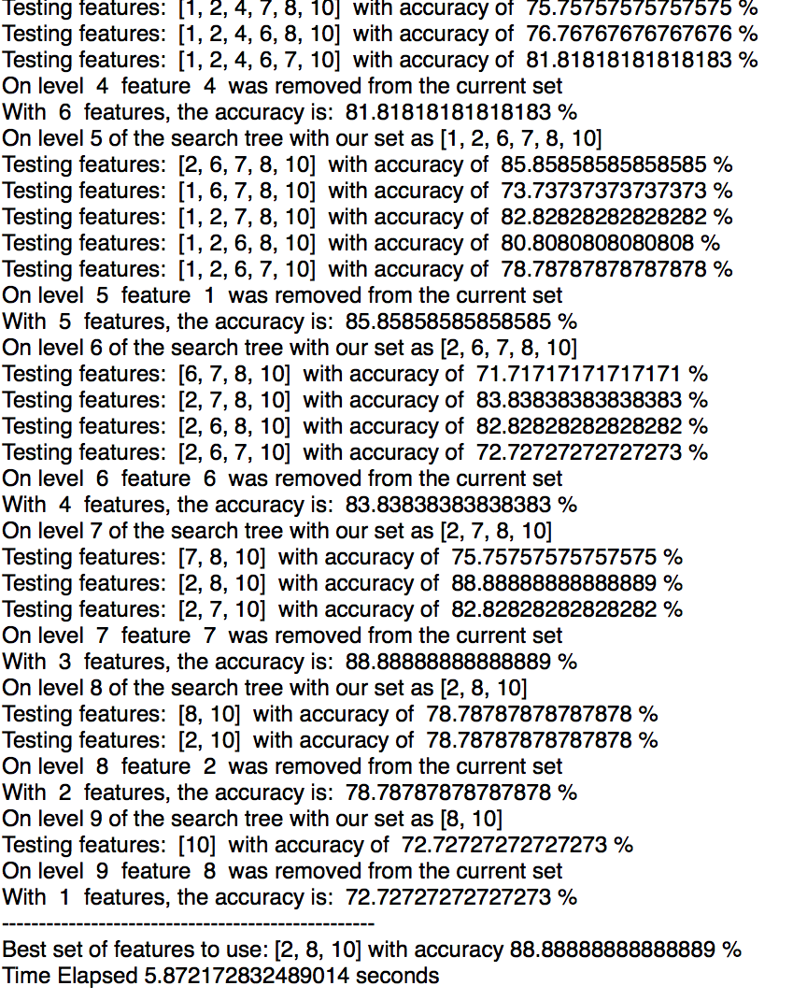 Testing features:  [1, 2, 4, 7, 8, 10]  with accuracy of  75.75757575757575 %
Testing features:  [1, 2, 4, 6, 8, 10]  with accuracy of  76.76767676767676 %
Testing features:  [1, 2, 4, 6, 7, 10]  with accuracy of  81.81818181818183 %
On level  4  feature  4  was removed from the current set
With  6  features, the accuracy is:  81.81818181818183 %
On level 5 of the search tree with our set as [1, 2, 6, 7, 8, 10]
Testing features:  [2, 6, 7, 8, 10]  with accuracy of  85.85858585858585 %
Testing features:  [1, 6, 7, 8, 10]  with accuracy of  73.73737373737373 %
Testing features:  [1, 2, 7, 8, 10]  with accuracy of  82.82828282828282 %
Testing features:  [1, 2, 6, 8, 10]  with accuracy of  80.8080808080808 %
Testing features:  [1, 2, 6, 7, 10]  with accuracy of  78.78787878787878 %
On level  5  feature  1  was removed from the current set
With  5  features, the accuracy is:  85.85858585858585 %
On level 6 of the search tree with our set as [2, 6, 7, 8, 10]
Testing features:  [6, 7, 8, 10]  with accuracy of  71.71717171717171 %
Testing features:  [2, 7, 8, 10]  with accuracy of  83.83838383838383 %
Testing features:  [2, 6, 8, 10]  with accuracy of  82.82828282828282 %
Testing features:  [2, 6, 7, 10]  with accuracy of  72.72727272727273 %
On level  6  feature  6  was removed from the current set
With  4  features, the accuracy is:  83.83838383838383 %
On level 7 of the search tree with our set as [2, 7, 8, 10]
Testing features:  [7, 8, 10]  with accuracy of  75.75757575757575 %
Testing features:  [2, 8, 10]  with accuracy of  88.88888888888889 %
Testing features:  [2, 7, 10]  with accuracy of  82.82828282828282 %
On level  7  feature  7  was removed from the current set
With  3  features, the accuracy is:  88.88888888888889 %
On level 8 of the search tree with our set as [2, 8, 10]
Testing features:  [8, 10]  with accuracy of  78.78787878787878 %
Testing features:  [2, 10]  with accuracy of  78.78787878787878 %
On level  8  feature  2  was removed from the current set
With  2  features, the accuracy is:  78.78787878787878 %
On level 9 of the search tree with our set as [8, 10]
Testing features:  [10]  with accuracy of  72.72727272727273 %
On level  9  feature  8  was removed from the current set
With  1  features, the accuracy is:  72.72727272727273 %
--------------------------------------------------
Best set of features to use: [2, 8, 10] with accuracy 88.88888888888889 %
Time Elapsed 5.872172832489014 seconds